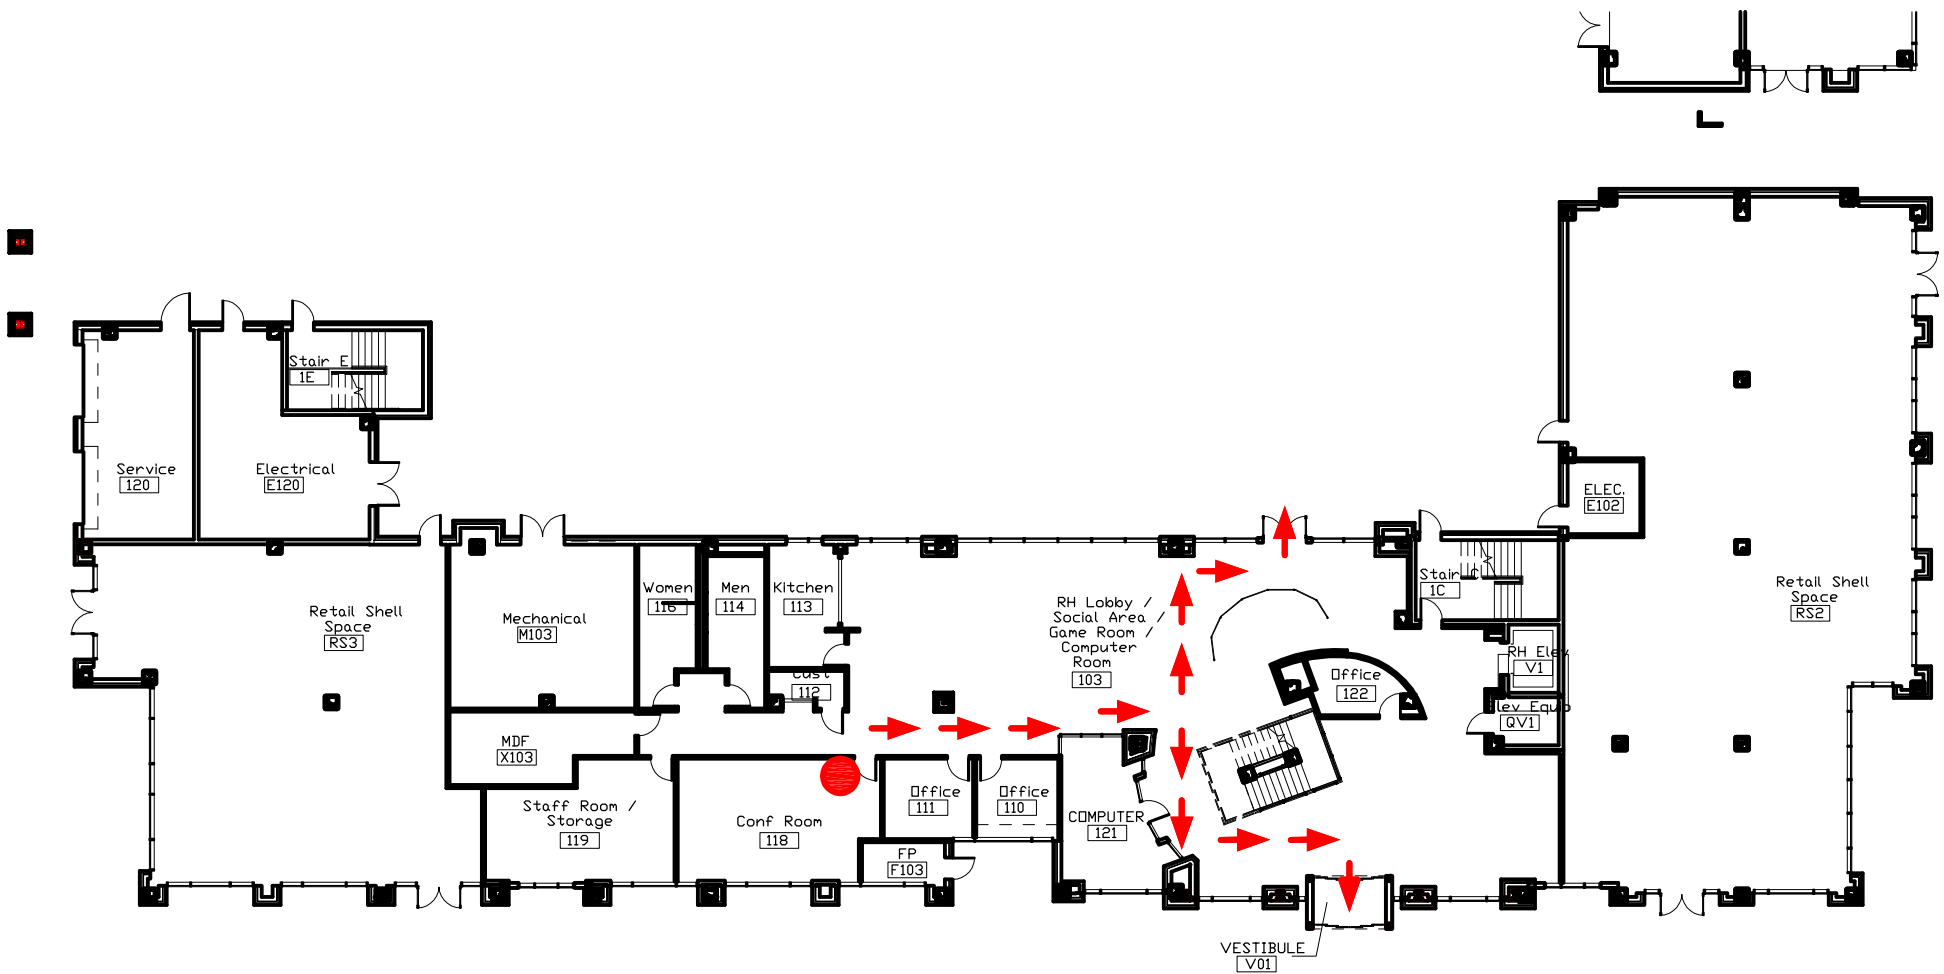 Stair E
1E
Service
120
Electrical
E120
ELEC.
E102
Retail Shell
Space
RS3
Mechanical
M103
Women
116
Men
114
Kitchen
113
RH Lobby /
Social Area /
Game Room /
Computer
Room
103
Stair C
1C
Retail Shell
Space
RS2
RH Elev
V1
Cust
112
Office
122
Elev Equip
QV1
MDF
X103
Staff Room /
Storage
119
Conf Room
118
Office
111
Office
110
COMPUTER
121
FP
F103
VESTIBULE
V01